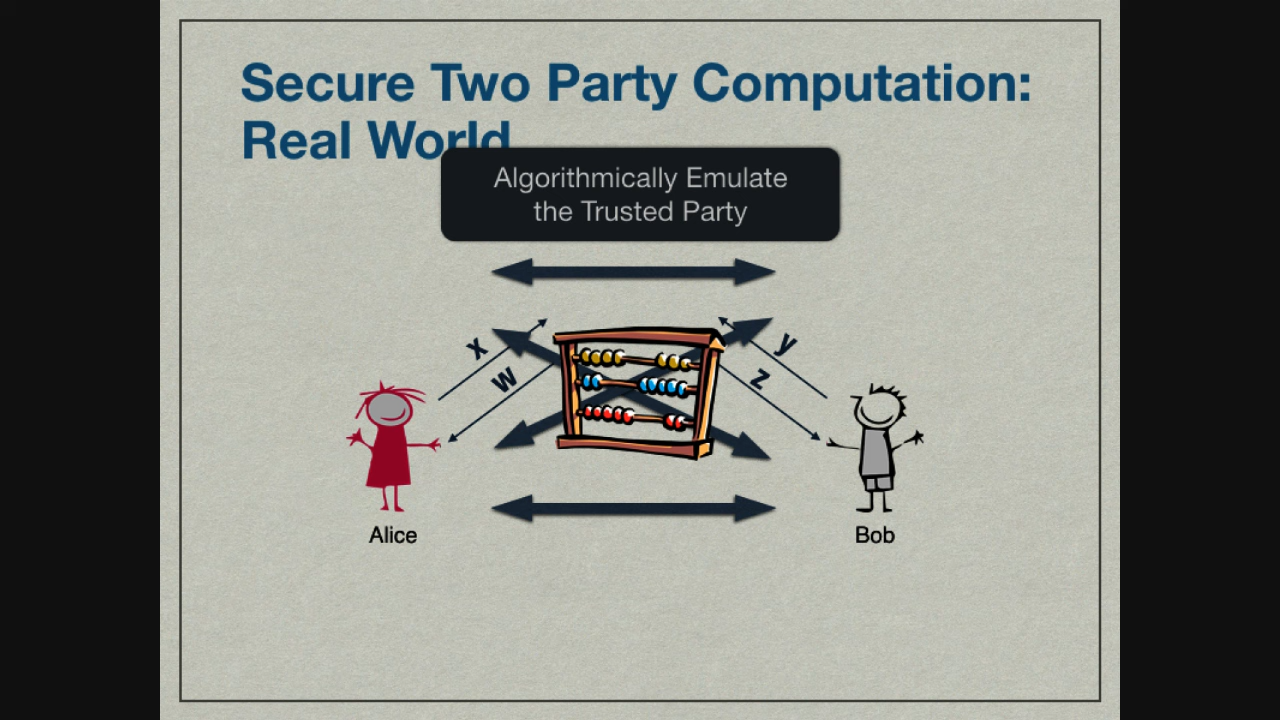 Secure Two Party Computation:
Real World
Algorithmically Emulate
the Trusted Party
x
w
y
z
Alice
Bob